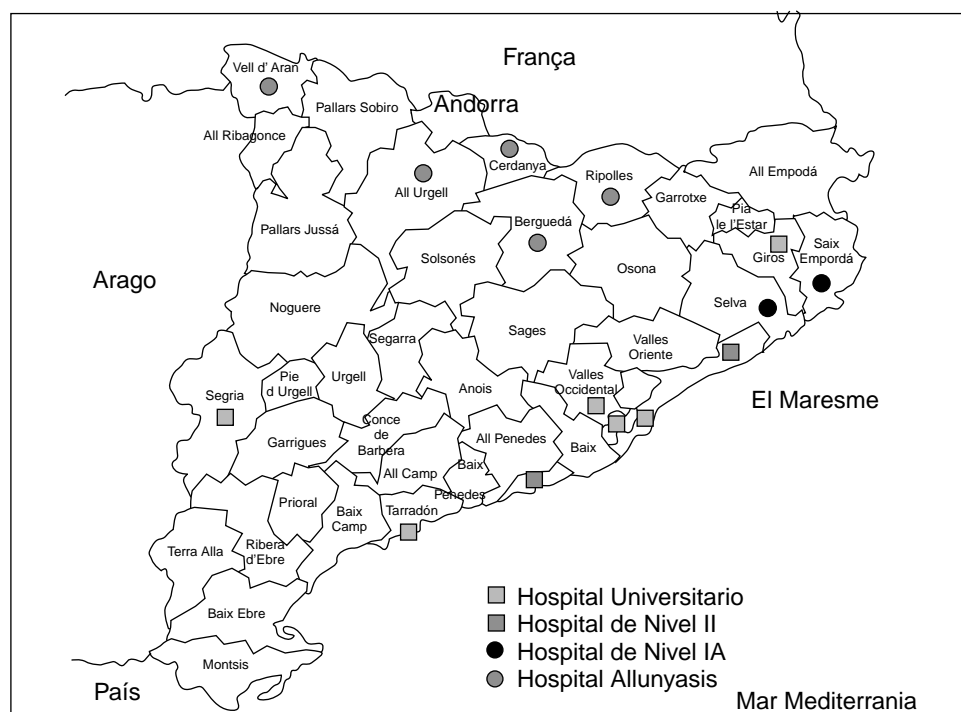 França
Vell d' Aran
Pallars Sobiro
Andorra
All Ribagonce
Cerdanya
All Urgell
Ripolles
All Empodá
Garrotxe
Pia
le l'Estar
Berguedá
Pallars Jussá
Solsonés
Giros
Saix
Empordá
Osona
Arago
Selva
Noguere
Sages
Segarra
Valles
Oriente
Pie
d Urgell
Urgell
Valles
Occidental
Anois
Segria
El Maresme
Conce
de
Barbera
Garrigues
All Penedes
Baix
All Camp
Baix
Penedes
Prioral
Baix
Camp
Tarradón
Terra Alla
Ribera
d'Ebre
Baix Ebre
Montsis
País
Hospital Universitario
Hospital de Nivel II
Hospital de Nivel IA
Hospital Allunyasis
Mar Mediterrania